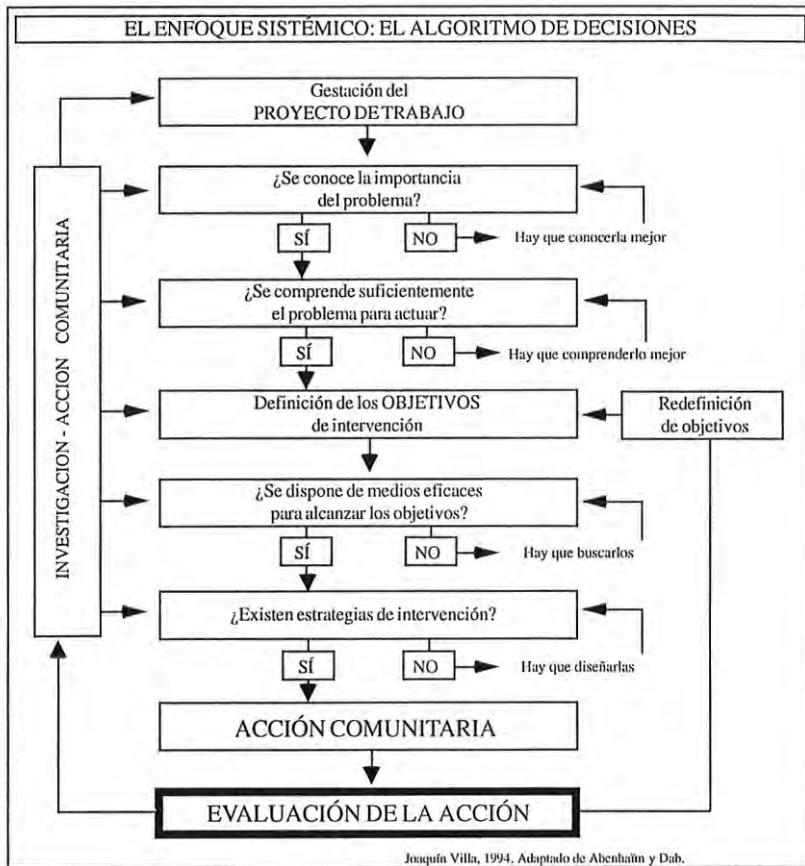 EL ENFOQUE SISTÉMICO: EL ALGORITMO DE DECISIONES
Gestación del
PROYECTO DE TRABAJO
¿Se conoce la importancia
del problema?
SÍ
NO
Hay que conocerla mejor
¿Se comprende suficientemente
el problema para actuar?
SÍ
NO
Hay que comprenderlo mejor
Definición de los OBJETIVOS
de intervención
Redefinición
de objetivos
¿Se dispone de medios eficaces
para alcanzar los objetivos?
SÍ
NO
Hay que buscarlos
¿Existen estrategias de intervención?
SÍ
NO
Hay que diseñarlas
ACCIÓN COMUNITARIA
EVALUACIÓN DE LA ACCIÓN
INVESTIGACION - ACCION COMUNITARIA
Joaquín Villa, 1994. Adaptado de Abenhaïm y Dab.